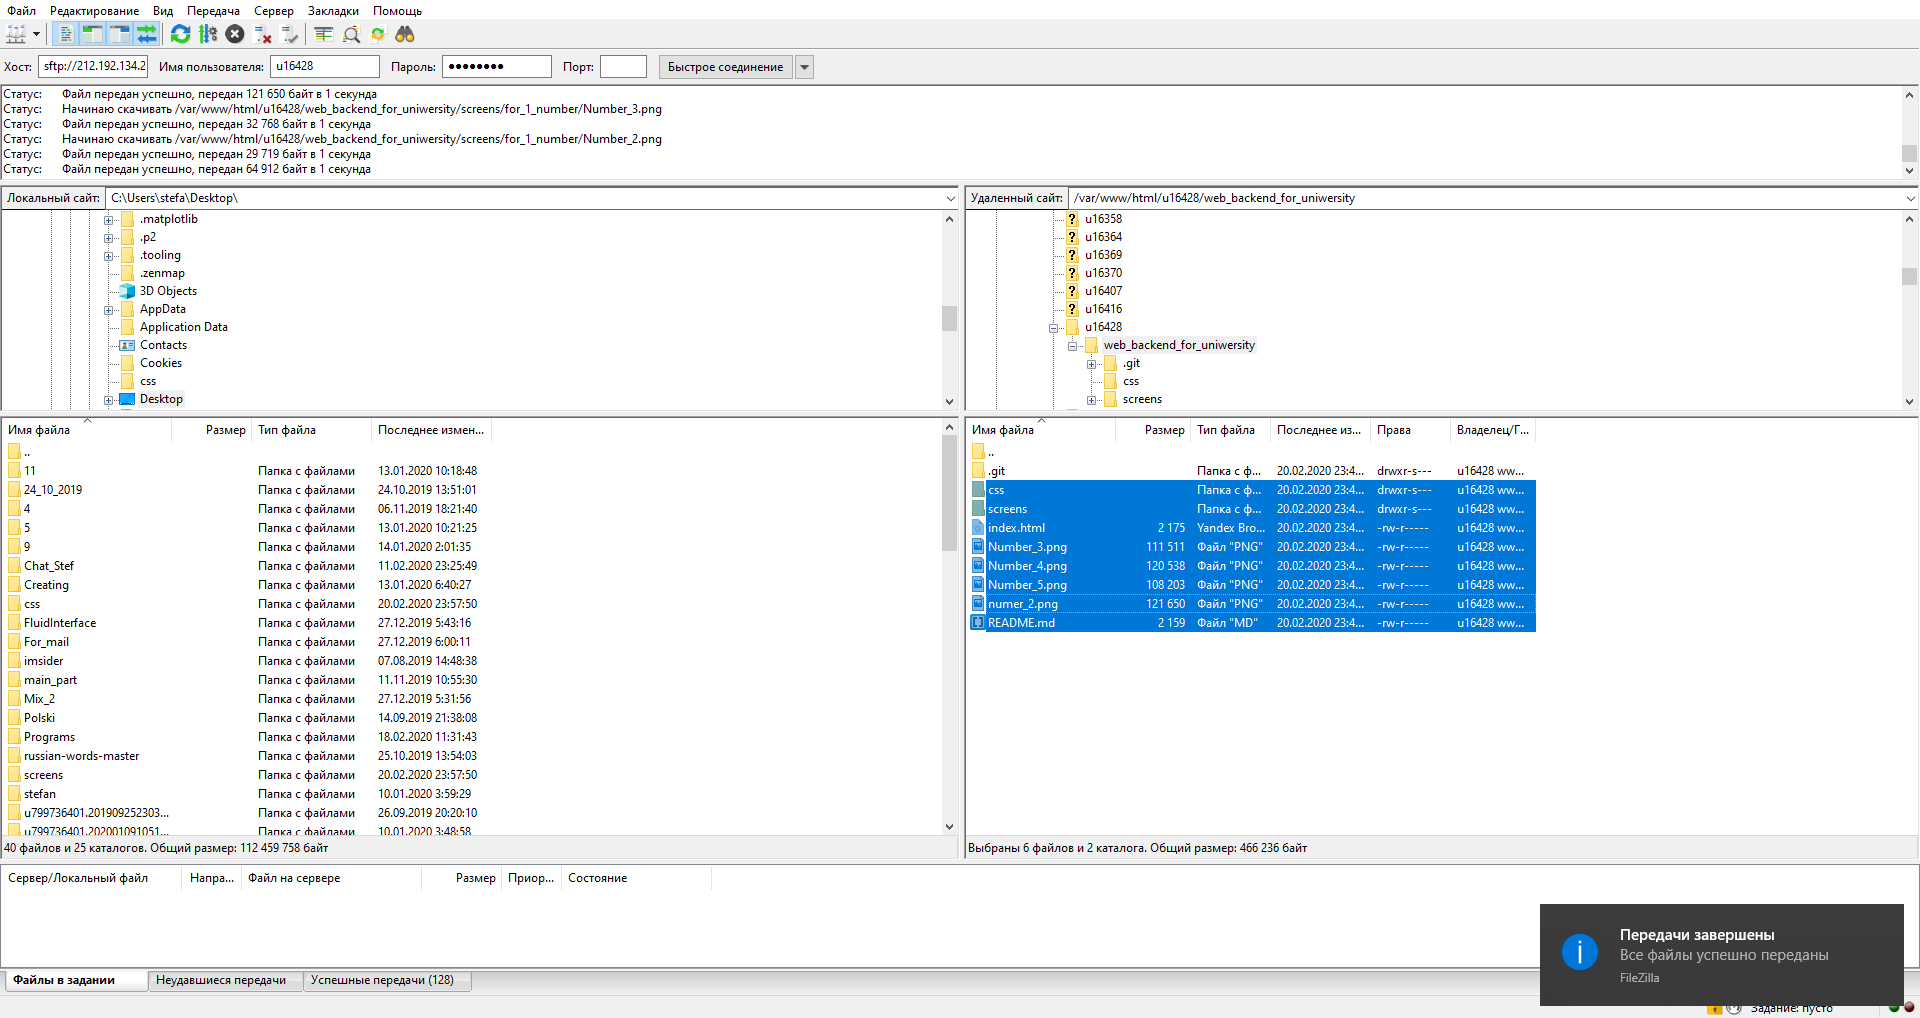 Файл Редактирование Вид Передача Сервер Закладки Помощь
Хост: sftp://212.192.134.2 Имя пользователя: u16428 Пароль: ●●●●●●●● Порт: Быстрое соединение
Статус: Файл передан успешно, передан 121 650 байт в 1 секунда
Статус: Начинаю скачивать /var/www/html/u16428/web_backend_for_uniwersity/screens/for_1_number/Number_3.png
Статус: Файл передан успешно, передан 32 768 байт в 1 секунда
Статус: Начинаю скачивать /var/www/html/u16428/web_backend_for_uniwersity/screens/for_1_number/Number_2.png
Статус: Файл передан успешно, передан 29 719 байт в 1 секунда
Статус: Файл передан успешно, передан 64 912 байт в 1 секунда
Локальный сайт: C:\Users\stefa\Desktop\
.matplotlib
.p2
.tooling
.zenmap
3D Objects
AppData
Application Data
Contacts
Cookies
css
Desktop
Удаленный сайт: /var/www/html/u16428/web_backend_for_uniwersity
u16358
u16364
u16369
u16370
u16407
u16416
u16428
web_backend_for_uniwersity
.git
css
screens
Имя файла Размер Тип файла Последнее измен...
..
11 Папка с файлами 13.01.2020 10:18:48
24_10_2019 Папка с файлами 24.10.2019 13:51:01
4 Папка с файлами 06.11.2019 18:21:40
5 Папка с файлами 13.01.2020 10:21:25
9 Папка с файлами 14.01.2020 2:01:35
Chat_Stef Папка с файлами 11.02.2020 23:25:49
Creating Папка с файлами 13.01.2020 6:40:27
css Папка с файлами 20.02.2020 23:57:50
FluidInterface Папка с файлами 27.12.2019 5:43:16
For_mail Папка с файлами 27.12.2019 6:00:11
imsider Папка с файлами 07.08.2019 14:48:38
main_part Папка с файлами 11.11.2019 10:55:30
Mix_2 Папка с файлами 27.12.2019 5:31:56
Polski Папка с файлами 14.09.2019 21:38:08
Programs Папка с файлами 18.02.2020 11:31:43
russian-words-master Папка с файлами 25.10.2019 13:54:03
screens Папка с файлами 20.02.2020 23:57:50
stefan Папка с файлами 10.01.2020 3:59:29
u799736401.201909252303... Папка с файлами 26.09.2019 20:20:10
u799736401.202001091051... Папка с файлами 10.01.2020 3:48:58
40 файлов и 25 каталогов. Общий размер: 112 459 758 байт
Имя файла Размер Тип файла Последнее из... Права Владелец/Г...
..
.git Папка с ф... 20.02.2020 23:4... drwxr-s--- u16428 ww...
css Папка с ф... 20.02.2020 23:4... drwxr-s--- u16428 ww...
screens Папка с ф... 20.02.2020 23:4... drwxr-s--- u16428 ww...
index.html 2 175 Yandex Bro... 20.02.2020 23:4... -rw-r----- u16428 ww...
Number_3.png 111 511 Файл "PNG" 20.02.2020 23:4... -rw-r----- u16428 ww...
Number_4.png 120 538 Файл "PNG" 20.02.2020 23:4... -rw-r----- u16428 ww...
Number_5.png 108 203 Файл "PNG" 20.02.2020 23:4... -rw-r----- u16428 ww...
numer_2.png 121 650 Файл "PNG" 20.02.2020 23:4... -rw-r----- u16428 ww...
README.md 2 159 Файл "MD" 20.02.2020 23:4... -rw-r----- u16428 ww...
Выбраны 6 файлов и 2 каталога. Общий размер: 466 236 байт
Сервер/Локальный файл Напра... Файл на сервере Размер Приор... Состояние
Файлы в задании Неудавшиеся передачи Успешные передачи (128)
Передачи завершены
Все файлы успешно переданы
FileZilla
Задание: пусто